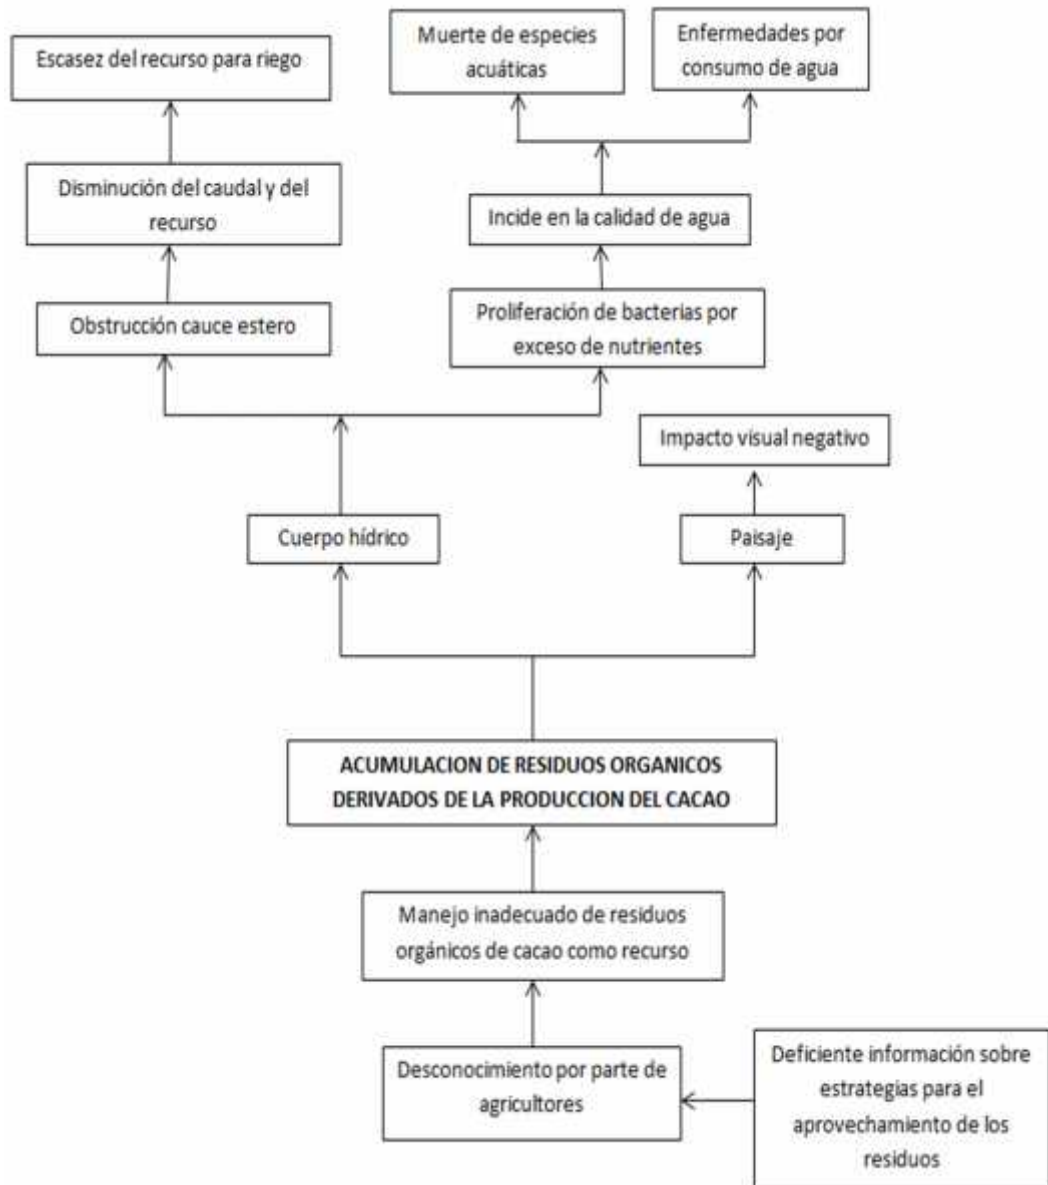 Escasez del recurso para riego
Muerte de especies
acuáticas
Enfermedades por
consumo de agua
Disminución del caudal y del
recurso
Incide en la calidad de agua
Obstrucción cauce estero
Proliferación de bacterias por
exceso de nutrientes
Impacto visual negativo
Cuerpo hídrico
Paisaje
ACUMULACION DE RESIDUOS ORGANICOS
DERIVADOS DE LA PRODUCCION DEL CACAO
Manejo inadecuado de residuos
orgánicos de cacao como recurso
Desconocimiento por parte de
agricultores
Deficiente información sobre
estrategias para el
aprovechamiento de los
residuos